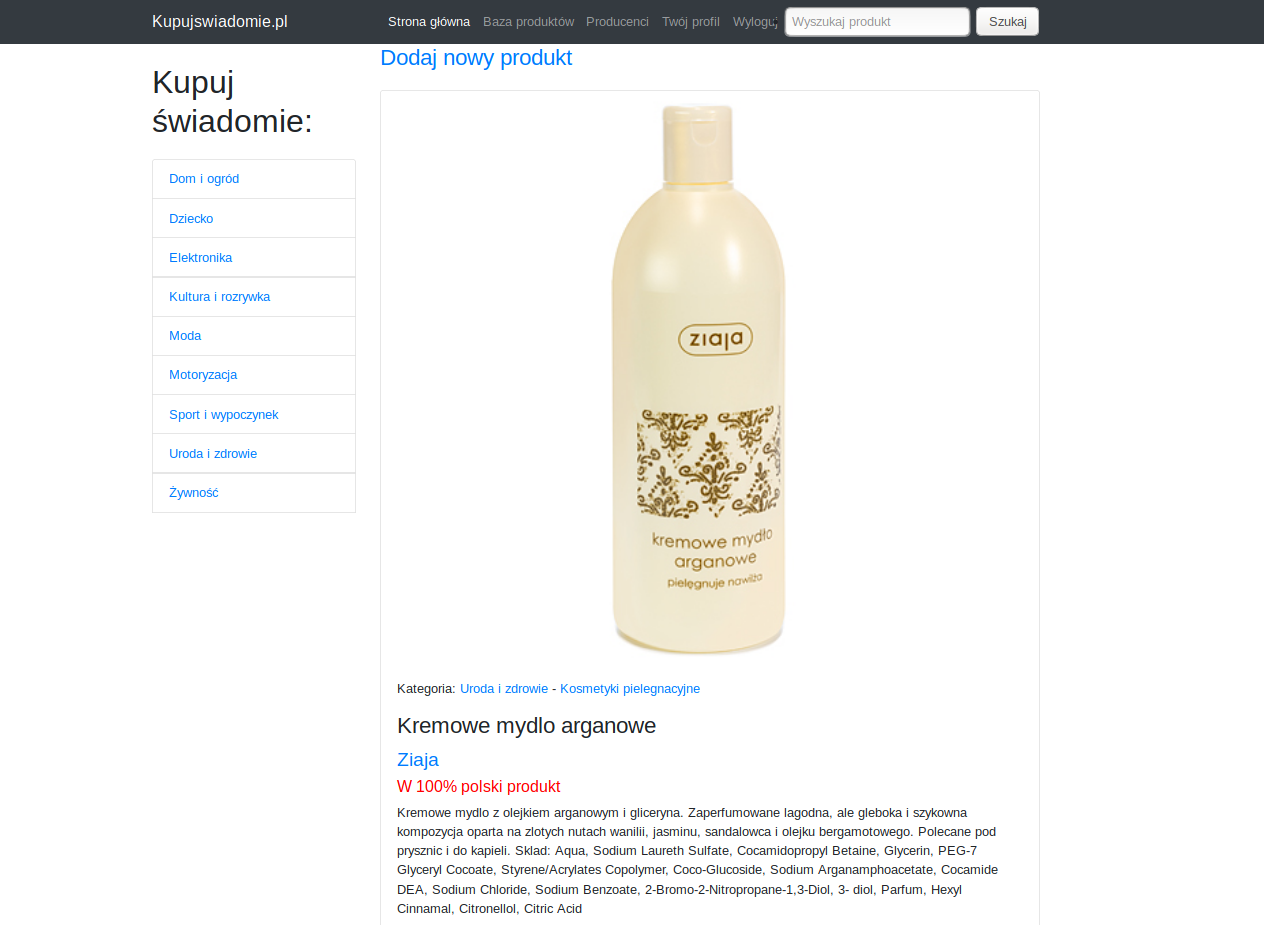 Kupujswiadomie.pl
Strona główna Baza produktów Producenci Twój profil Wyloguj Wyszukaj produkt Szukaj
Dodaj nowy produkt
Kupuj
świadomie:
Dom i ogród
Dziecko
Elektronika
Kultura i rozrywka
Moda
Motoryzacja
Sport i wypoczynek
Uroda i zdrowie
Żywność
ziaja
kremowe mydło
arganowe
pielęgnuje nawilża
Kategoria: Uroda i zdrowie - Kosmetyki pielegnacyjne
Kremowe mydlo arganowe
Ziaja
W 100% polski produkt
Kremowe mydlo z olejkiem arganowym i gliceryna. Zaperfumowane lagodna, ale gleboka i szykowna
kompozycja oparta na zlotych nutach wanilii, jasminu, sandalowca i olejku bergamotowego. Polecane pod
prysznic i do kapieli. Sklad: Aqua, Sodium Laureth Sulfate, Cocamidopropyl Betaine, Glycerin, PEG-7
Glyceryl Cocoate, Styrene/Acrylates Copolymer, Coco-Glucoside, Sodium Arganamphoacetate, Cocamide
DEA, Sodium Chloride, Sodium Benzoate, 2-Bromo-2-Nitropropane-1,3-Diol, 3- diol, Parfum, Hexyl
Cinnamal, Citronellol, Citric Acid